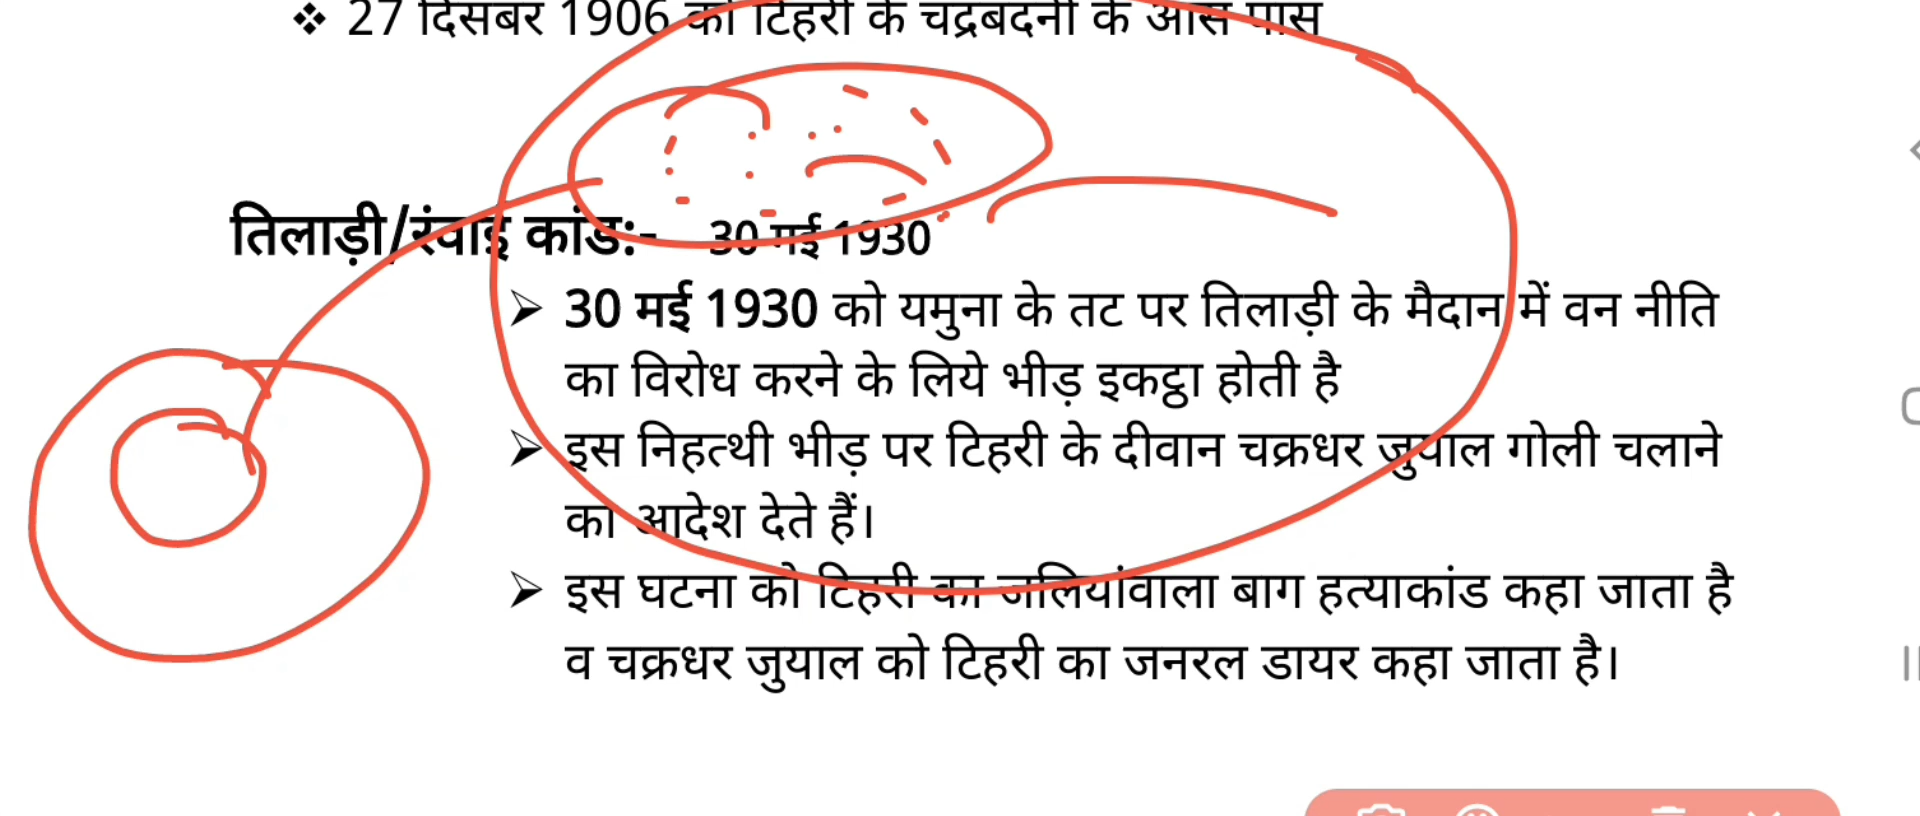 ❖ 27 दिसंबर 1906 को टिहरी के चंद्रबदनी के आस पास
तिलाड़ी/रंवाई कांड:- 30 मई 1930
➢ 30 मई 1930 को यमुना के तट पर तिलाड़ी के मैदान में वन नीति
का विरोध करने के लिये भीड़ इकट्ठा होती है
➢ इस निहत्थी भीड़ पर टिहरी के दीवान चक्रधर जुयाल गोली चलाने
का आदेश देते हैं।
➢ इस घटना को टिहरी का जलियांवाला बाग हत्याकांड कहा जाता है
व चक्रधर जुयाल को टिहरी का जनरल डायर कहा जाता है।